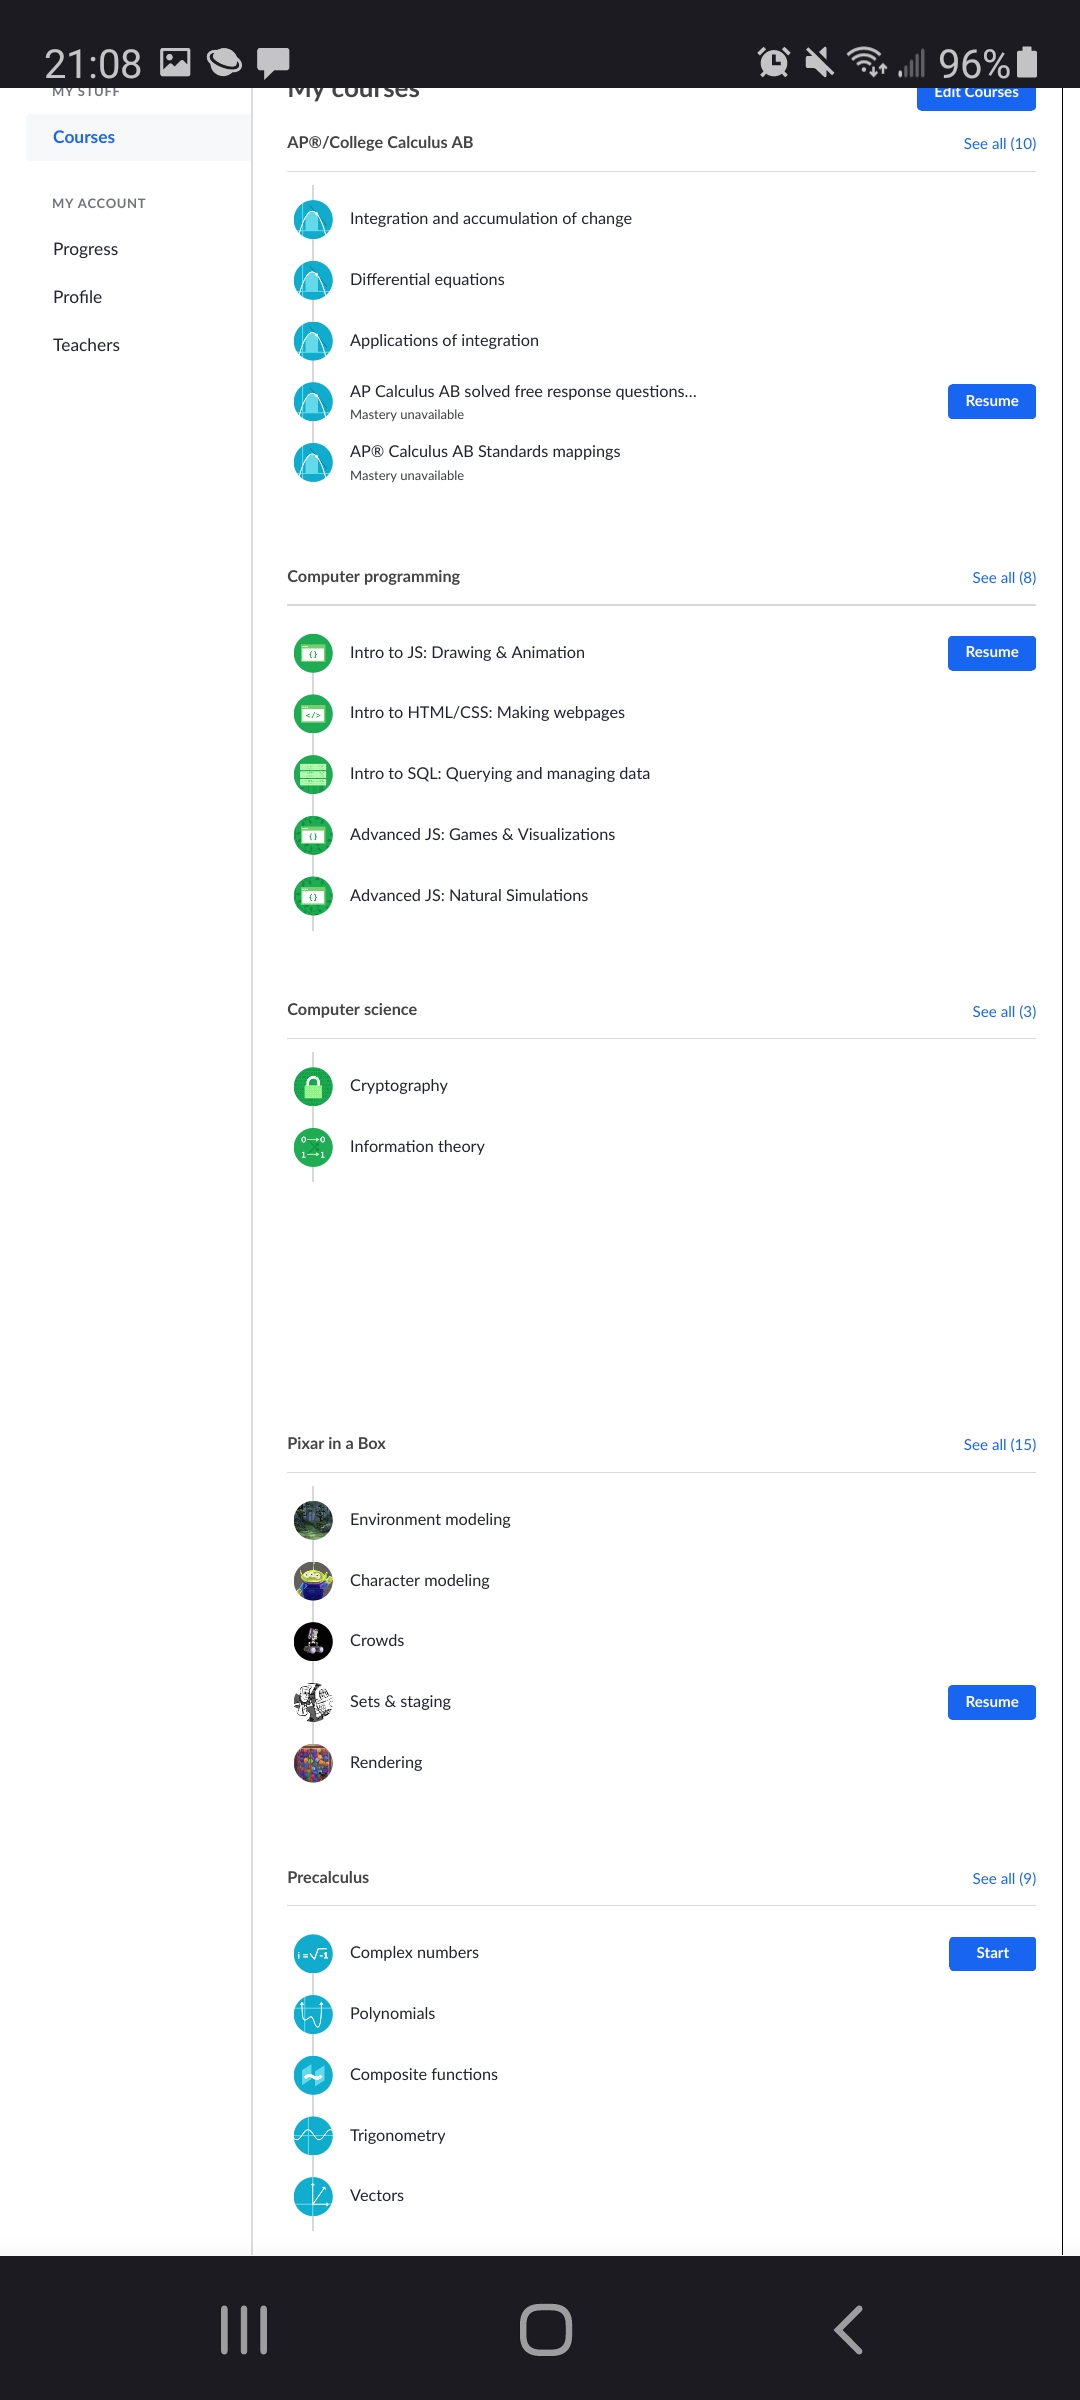 21:08
96%
MY STUFF
My courses
Edit Courses
Courses
AP®/College Calculus AB
See all (10)
MY ACCOUNT
Integration and accumulation of change
Progress
Differential equations
Profile
Applications of integration
Teachers
AP Calculus AB solved free response questions...
Mastery unavailable
Resume
AP® Calculus AB Standards mappings
Mastery unavailable
Computer programming
See all (8)
Intro to JS: Drawing & Animation
Resume
Intro to HTML/CSS: Making webpages
Intro to SQL: Querying and managing data
Advanced JS: Games & Visualizations
Advanced JS: Natural Simulations
Computer science
See all (3)
Cryptography
Information theory
Pixar in a Box
See all (15)
Environment modeling
Character modeling
Crowds
Sets & staging
Resume
Rendering
Precalculus
See all (9)
i=√-1
Complex numbers
Start
Polynomials
Composite functions
Trigonometry
Vectors